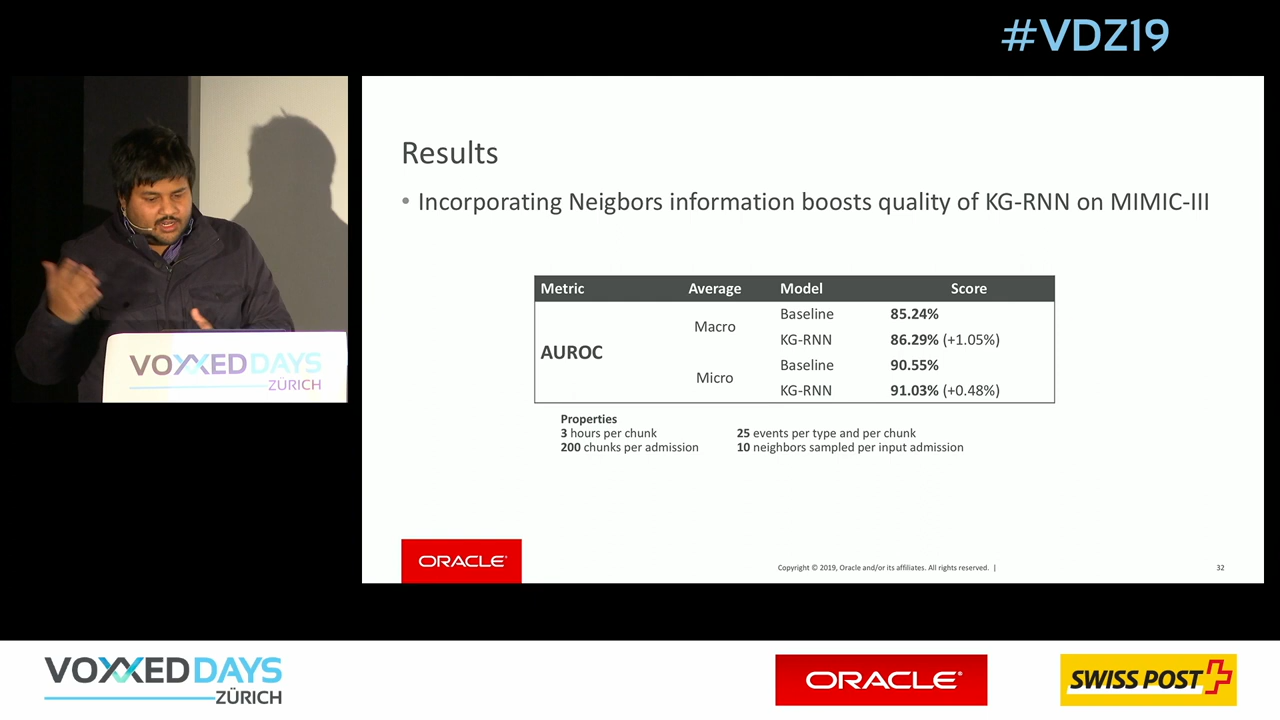 #VDZ19
Results
• Incorporating Neigbors information boosts quality of KG-RNN on MIMIC-III
Metric Average Model Score
AUROC
Macro
Baseline 85.24%
KG-RNN 86.29% (+1.05%)
Micro
Baseline 90.55%
KG-RNN 91.03% (+0.48%)
Properties
3 hours per chunk 25 events per type and per chunk
200 chunks per admission 10 neighbors sampled per input admission
ORACLE®
Copyright © 2019, Oracle and/or its affiliates. All rights reserved. |
32
VOXXED DAYS
ZÜRICH
VOXXED DAYS
ZÜRICH
ORACLE®
SWISS POST